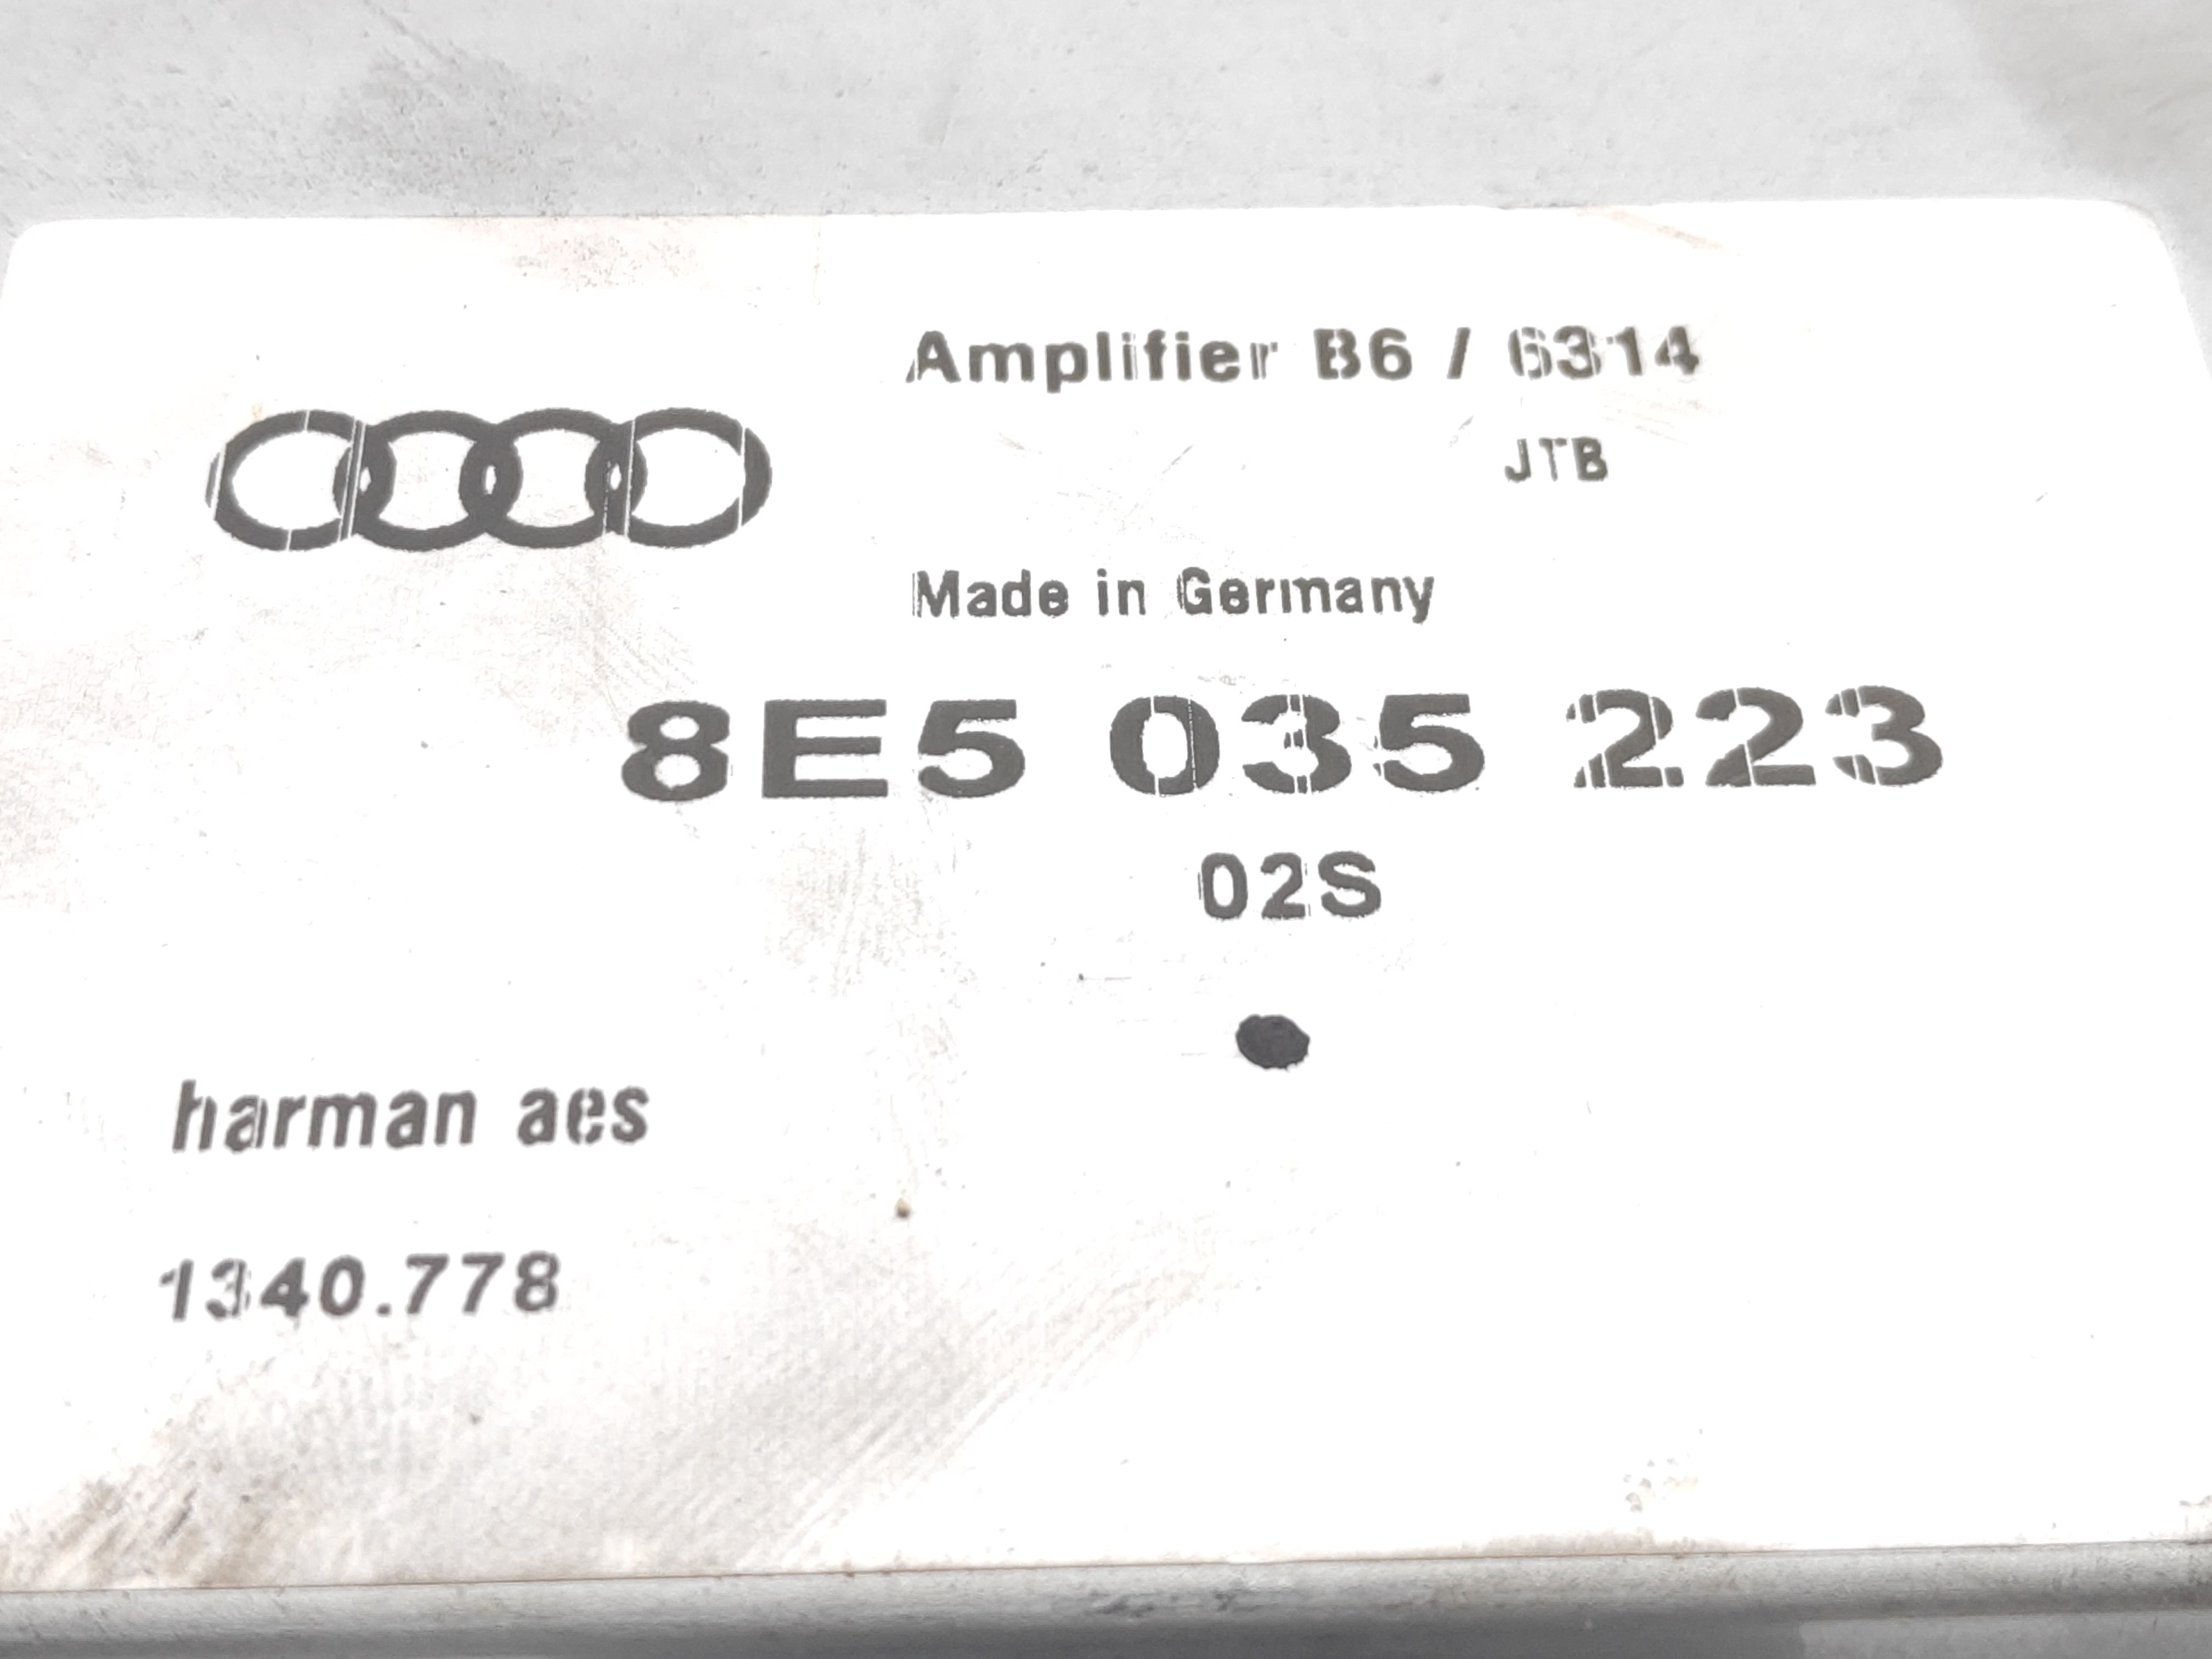 Amplifier B6 / 6314
JTB
Made in Germany
8E5 035 223
02S
harman aes
1340.778